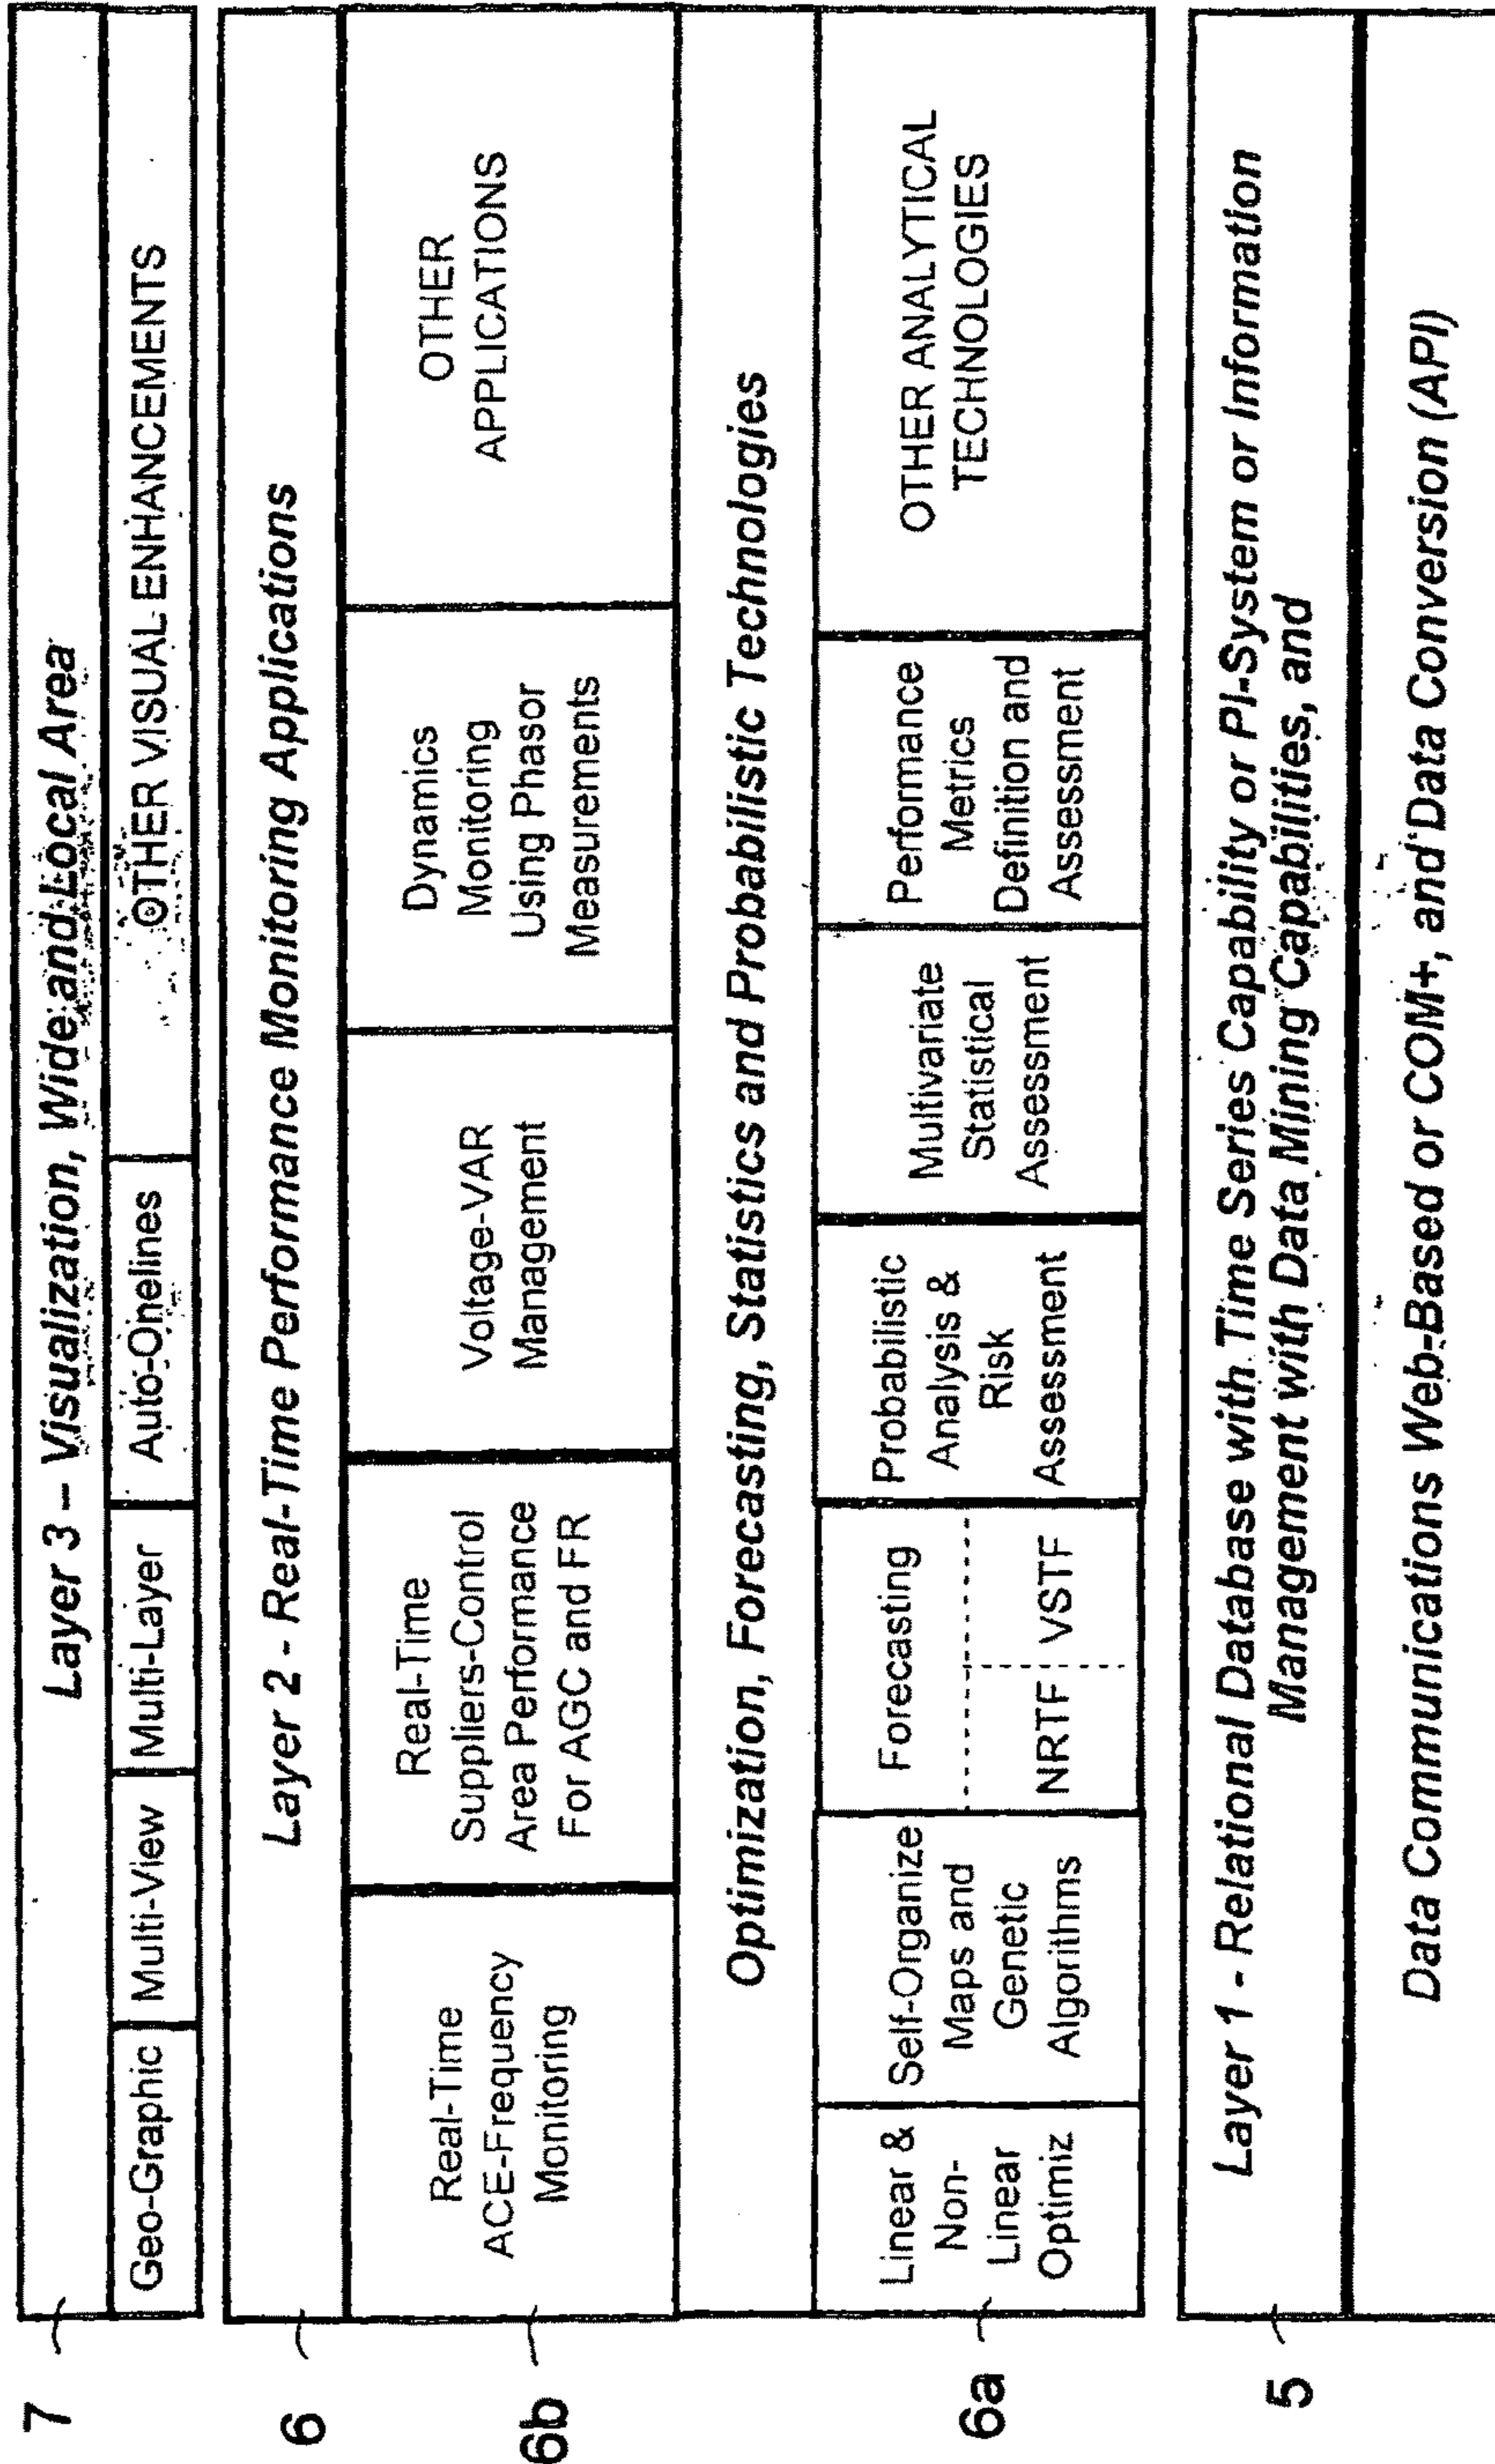 7
Layer 3 – Visualization, Wide and Local Area
Geo-Graphic
Multi-View
Multi-Layer
Auto-Onelines
OTHER VISUAL ENHANCEMENTS
6
Layer 2 - Real-Time Performance Monitoring Applications
6b
Real-Time
ACE-Frequency
Monitoring
Real-Time
Suppliers-Control
Area Performance
For AGC and FR
Voltage-VAR
Management
Dynamics
Monitoring
Using Phasor
Measurements
OTHER
APPLICATIONS
Optimization, Forecasting, Statistics and Probabilistic Technologies
6a
Linear &
Non-
Linear
Optimiz
Self-Organize
Maps and
Genetic
Algorithms
Forecasting
NRTF
VSTF
Probabilistic
Analysis &
Risk
Assessment
Multivariate
Statistical
Assessment
Performance
Metrics
Definition and
Assessment
OTHER ANALYTICAL
TECHNOLOGIES
5
Layer 1 - Relational Database with Time Series Capability or PI-System or Information
Management with Data Mining Capabilities, and
Data Communications Web-Based or COM+, and Data Conversion (API)